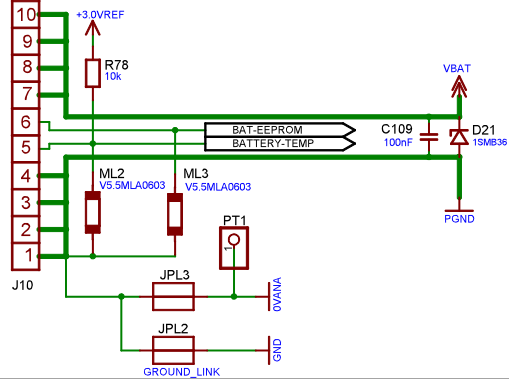 10
+3.0VREF
9
8
R78
10k
7
VBAT
6
BAT-EEPROM
C109
100nF
D21
1SMB36
5
BATTERY-TEMP
4
ML2
V5.5MLA0603
ML3
V5.5MLA0603
3
2
PT1
1
PGND
1
J10
JPL3
0VANA
JPL2
GND
GROUND_LINK